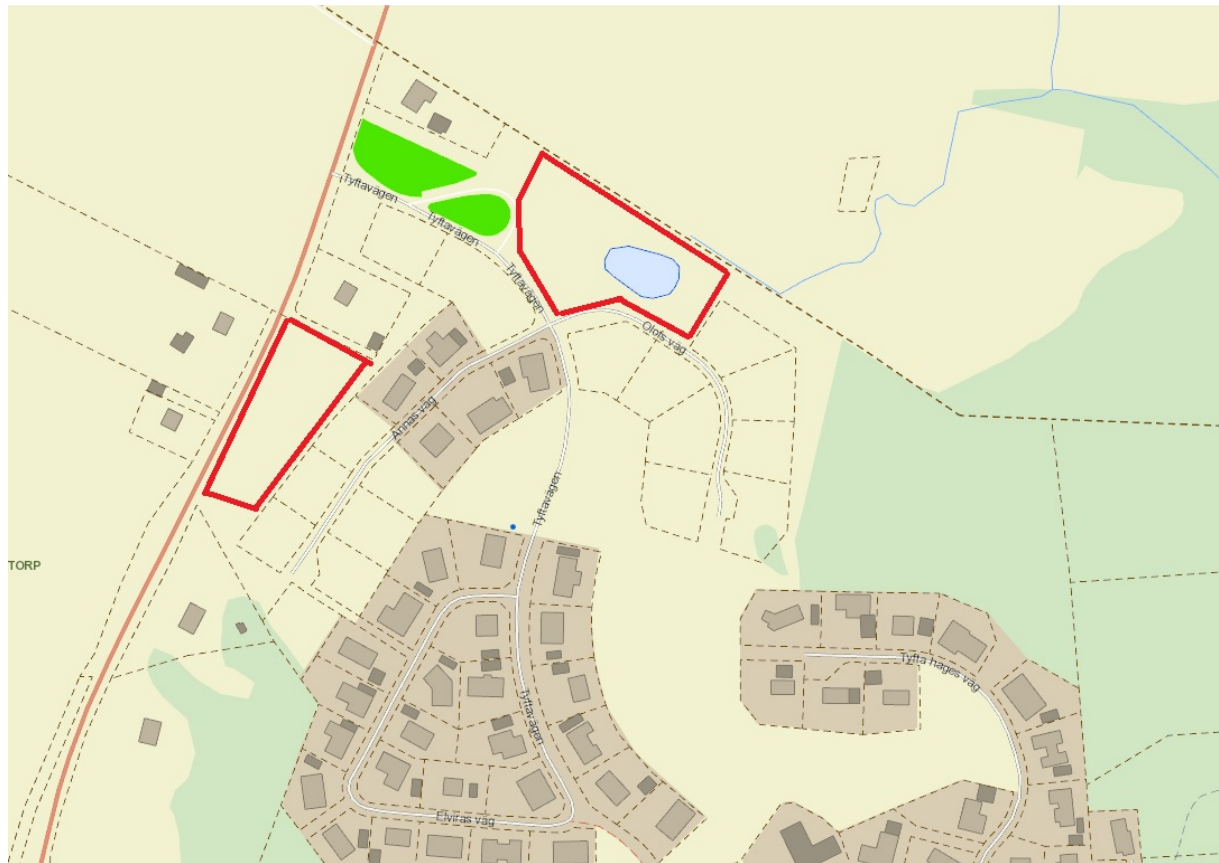 Tyftavägen
Tyftavägen
Tyftavägen
Olofs väg
Annas väg
Tyftavägen
TORP
Tyfta hages väg
Tyftavägen
Elviras väg